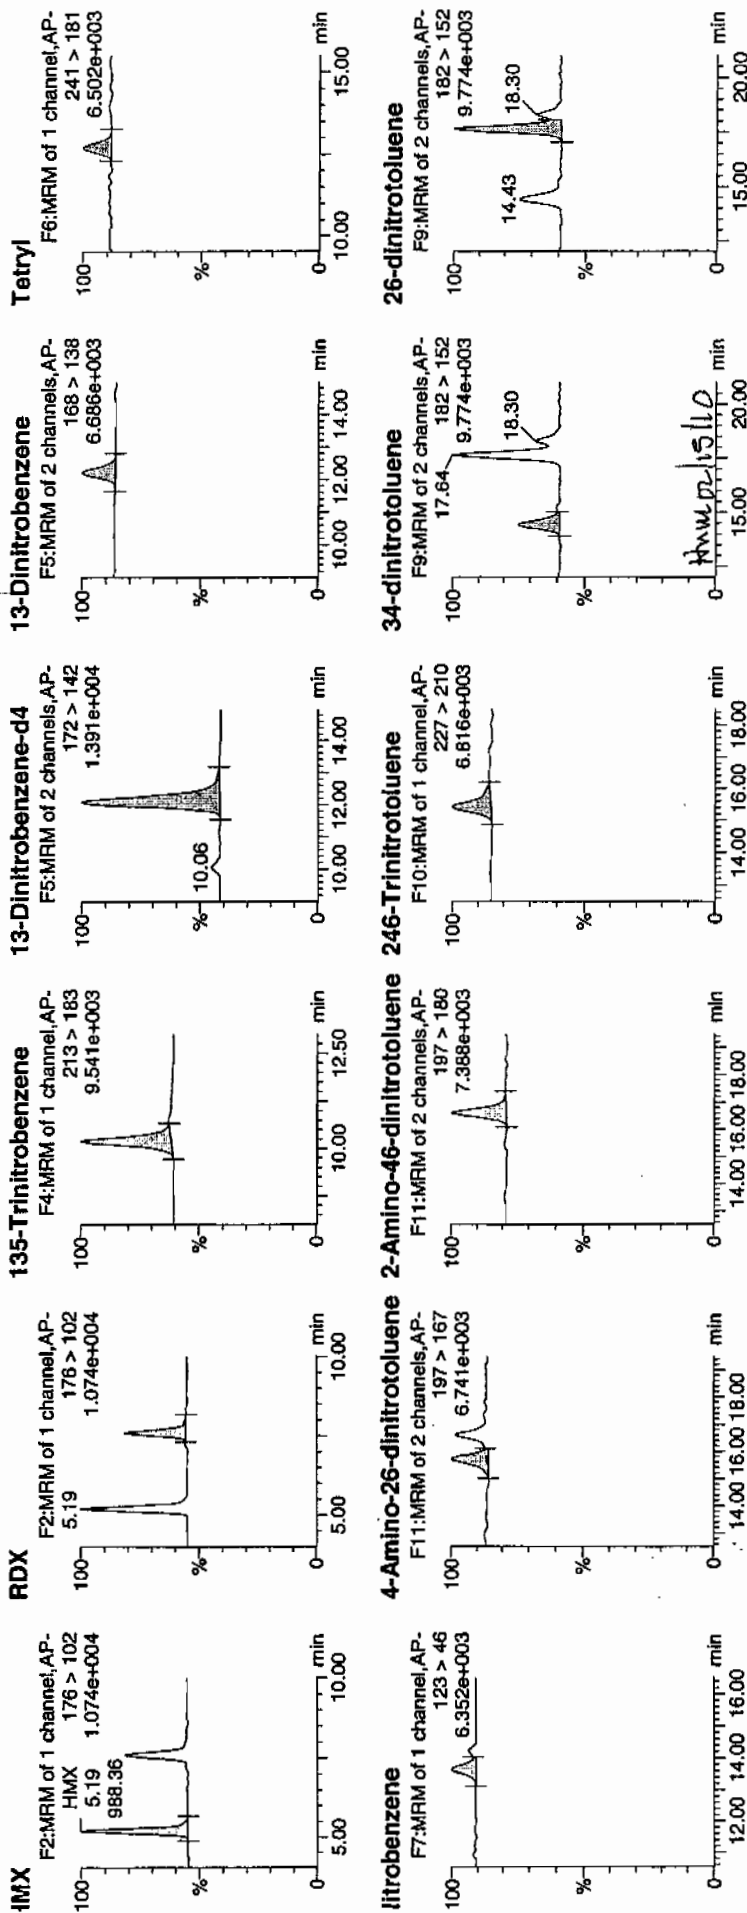 HMX
F2:MRM of 1 channel,AP-
HMX 176 > 102
5.19 1.074e+004
988.36
100
%
0
5.00 10.00 min
RDX
F2:MRM of 1 channel,AP-
5.19 176 > 102
1.074e+004
100
%
0
5.00 10.00 min
135-Trinitrobenzene
F4:MRM of 1 channel,AP-
213 > 183
9.541e+003
100
%
0
10.00 12.50 min
13-Dinitrobenzene-d4
F5:MRM of 2 channels,AP-
172 > 142
1.391e+004
10.06
100
%
0
10.00 12.00 14.00 min
13-Dinitrobenzene
F5:MRM of 2 channels,AP-
168 > 138
6.686e+003
100
%
0
10.00 12.00 14.00 min
Tetryl
F6:MRM of 1 channel,AP-
241 > 181
6.502e+003
100
%
0
10.00 15.00 min
litrobenzene
F7:MRM of 1 channel,AP-
123 > 46
6.352e+003
100
%
0
12.00 14.00 16.00 min
4-Amino-26-dinitrotoluene
F11:MRM of 2 channels,AP-
197 > 167
6.741e+003
100
%
0
14.00 16.00 18.00 min
2-Amino-46-dinitrotoluene
F11:MRM of 2 channels,AP-
197 > 180
7.388e+003
100
%
0
14.00 16.00 18.00 min
246-Trinitrotoluene
F10:MRM of 1 channel,AP-
227 > 210
6.816e+003
100
%
0
14.00 16.00 18.00 min
34-dinitrotoluene
F9:MRM of 2 channels,AP-
17.64 182 > 152
9.774e+003
18.30
100
%
0
15.00 20.00 min
02/15/10
26-dinitrotoluene
F9:MRM of 2 channels,AP-
182 > 152
9.774e+003
14.43 18.30
100
%
0
15.00 20.00 min